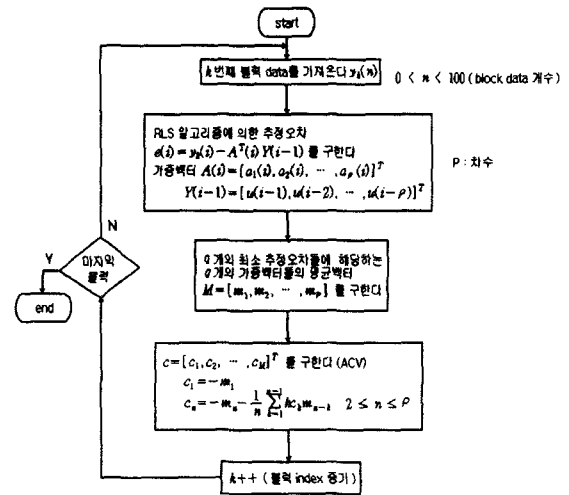 start
k 번째 블럭 data를 가져온다 y_k(n)
0 < n < 100 ( block data 개수)
RLS 알고리즘에 의한 추정오차
e(i)=y_k(i)-A^T(i)Y(i-1) 를 구한다
가중벡터 A(i)=[a_1(i),a_2(i), ⋯ ,a_p(i)]^T
Y(i-1)=[u(i-1),u(i-2), ⋯ ,u(i-p)]^T
P : 차수
q 개의 최소 추정오차들에 해당하는
q개의 가중벡터들의 평균벡터
M=[m_1,m_2, ⋯ ,m_p] 를 구한다
c=[c_1,c_2, ⋯ ,c_M]^T 를 구한다 (ACV)
c_1=-m_1
c_n=-m_n-1/n ∑_{k=1}^{n-1} kc_k m_{n-k} 2 ≤ n ≤ p
k++ ( 블럭 index 증가)
N
Y
마지막
블럭
end